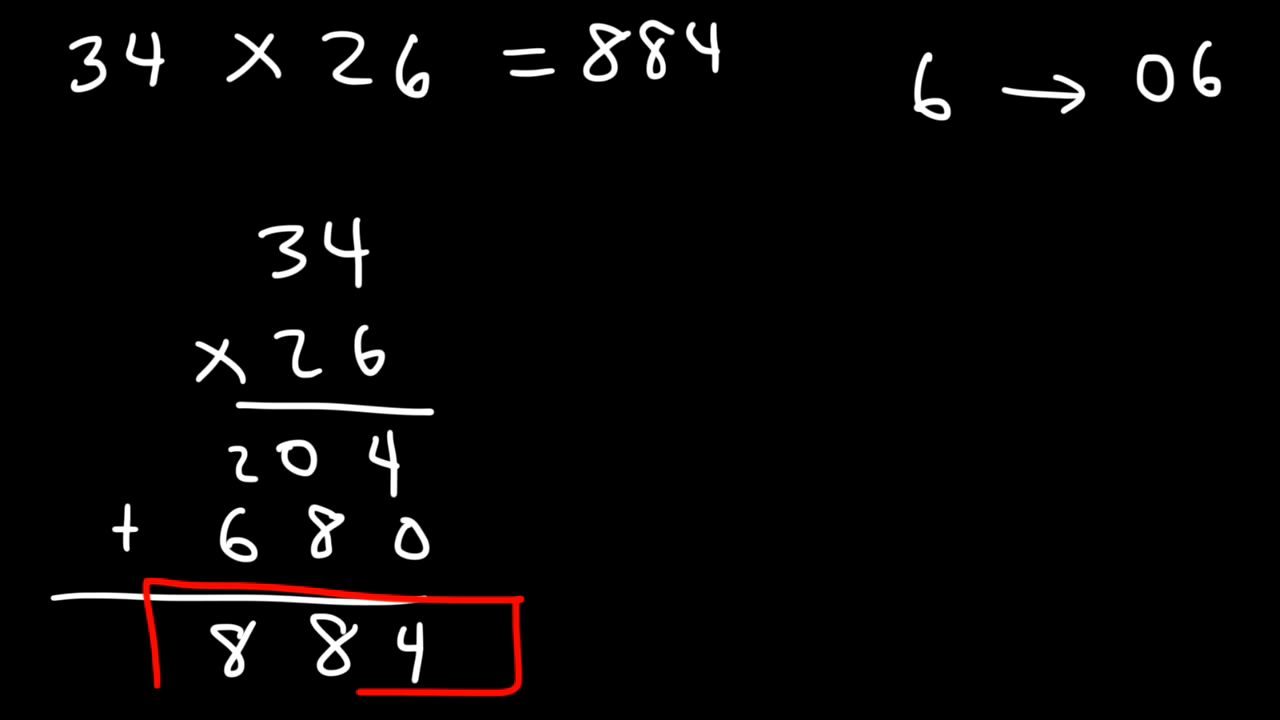 34 × 26 = 884
6 → 06
34
× 26
204
+ 680
884